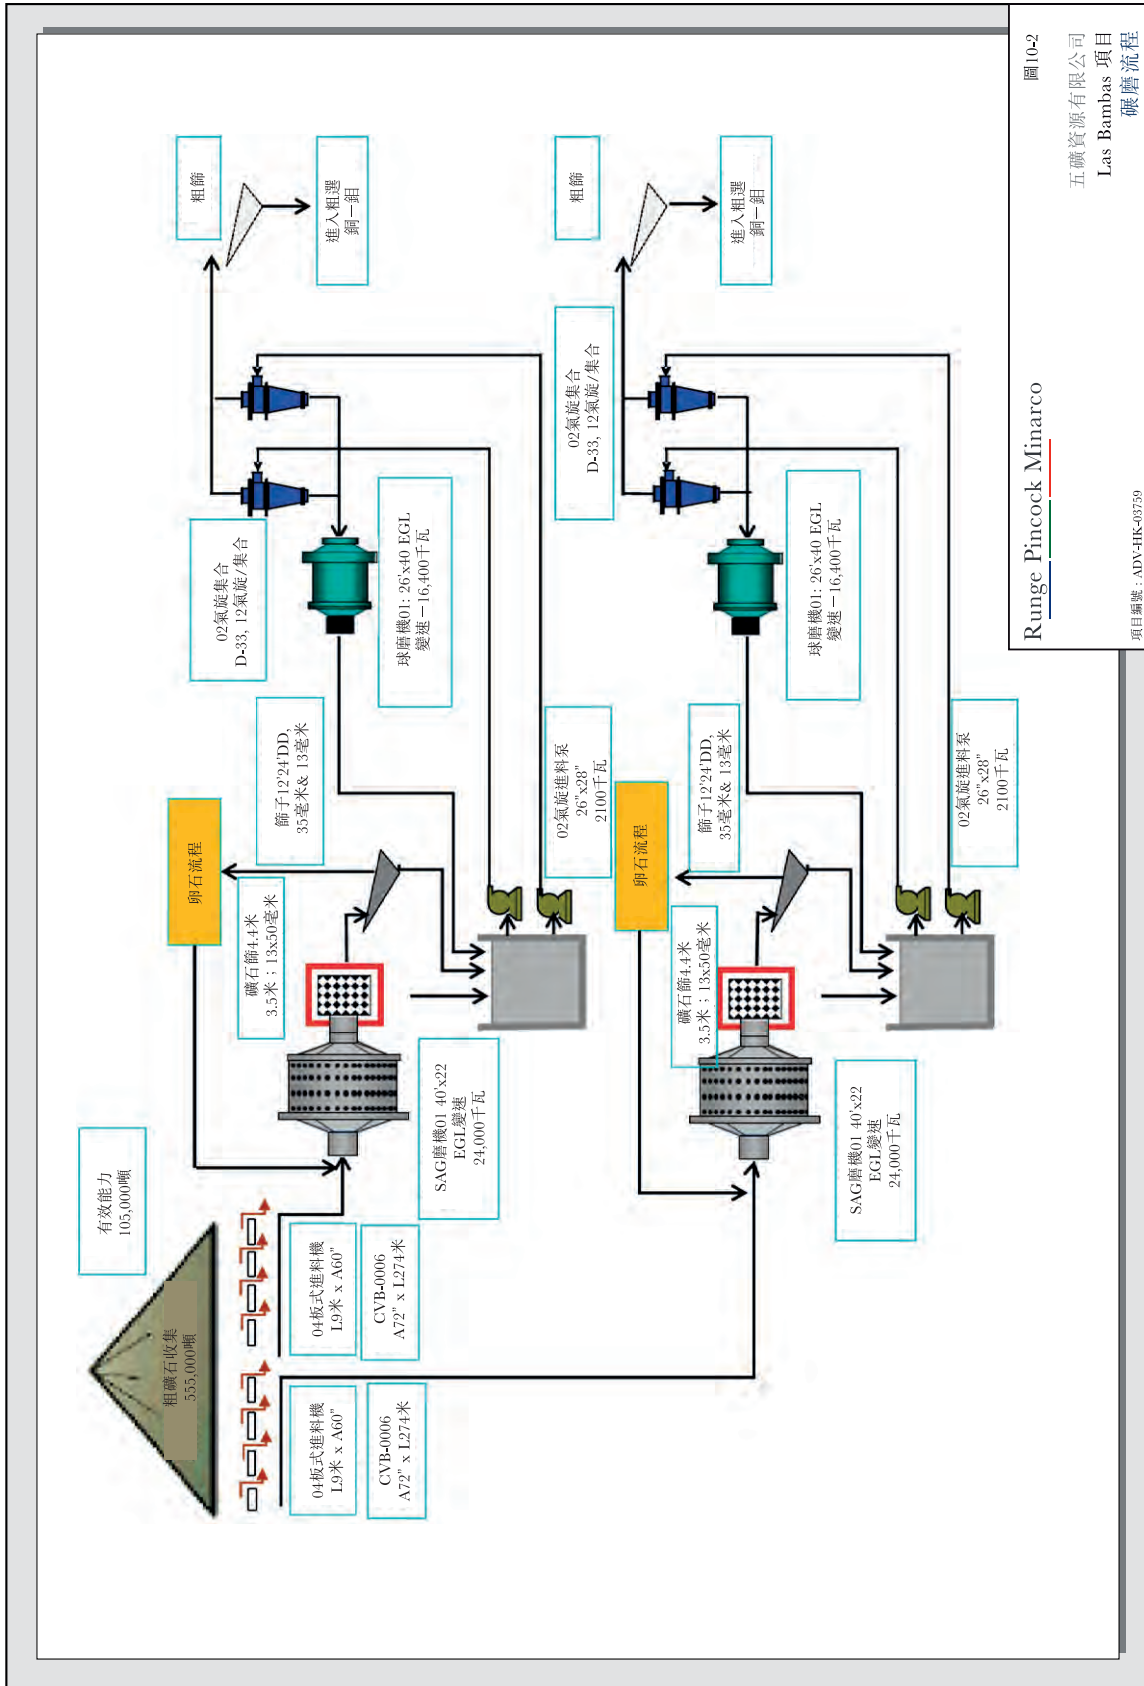 有效能力
105,000噸
粗礦石收集
555,000噸
04板式進料機
L9米 x A60"
CVB-0006
A72" x L274米
04板式進料機
L9米 x A60"
CVB-0006
A72" x L274米
卵石流程
礦石篩4.4米
3.5米；13x50毫米
SAG磨機01 40'x22
EGL變速
24,000千瓦
篩子12'24'DD,
35毫米& 13毫米
02氣旋進料泵
26"x28"
2100千瓦
02氣旋集合
D-33, 12氣旋/集合
球磨機01: 26'x40 EGL
變速－16,400千瓦
粗篩
進入粗選
銅－鉬
卵石流程
礦石篩4.4米
3.5米；13x50毫米
SAG磨機01 40'x22
EGL變速
24,000千瓦
篩子12'24'DD,
35毫米& 13毫米
02氣旋進料泵
26"x28"
2100千瓦
02氣旋集合
D-33, 12氣旋/集合
球磨機01: 26'x40 EGL
變速－16,400千瓦
粗篩
進入粗選
銅－鉬
圖10-2
五礦資源有限公司
Las Bambas 項目
碾磨流程
Runge Pincock Minarco
項目編號：ADV-HK-03759